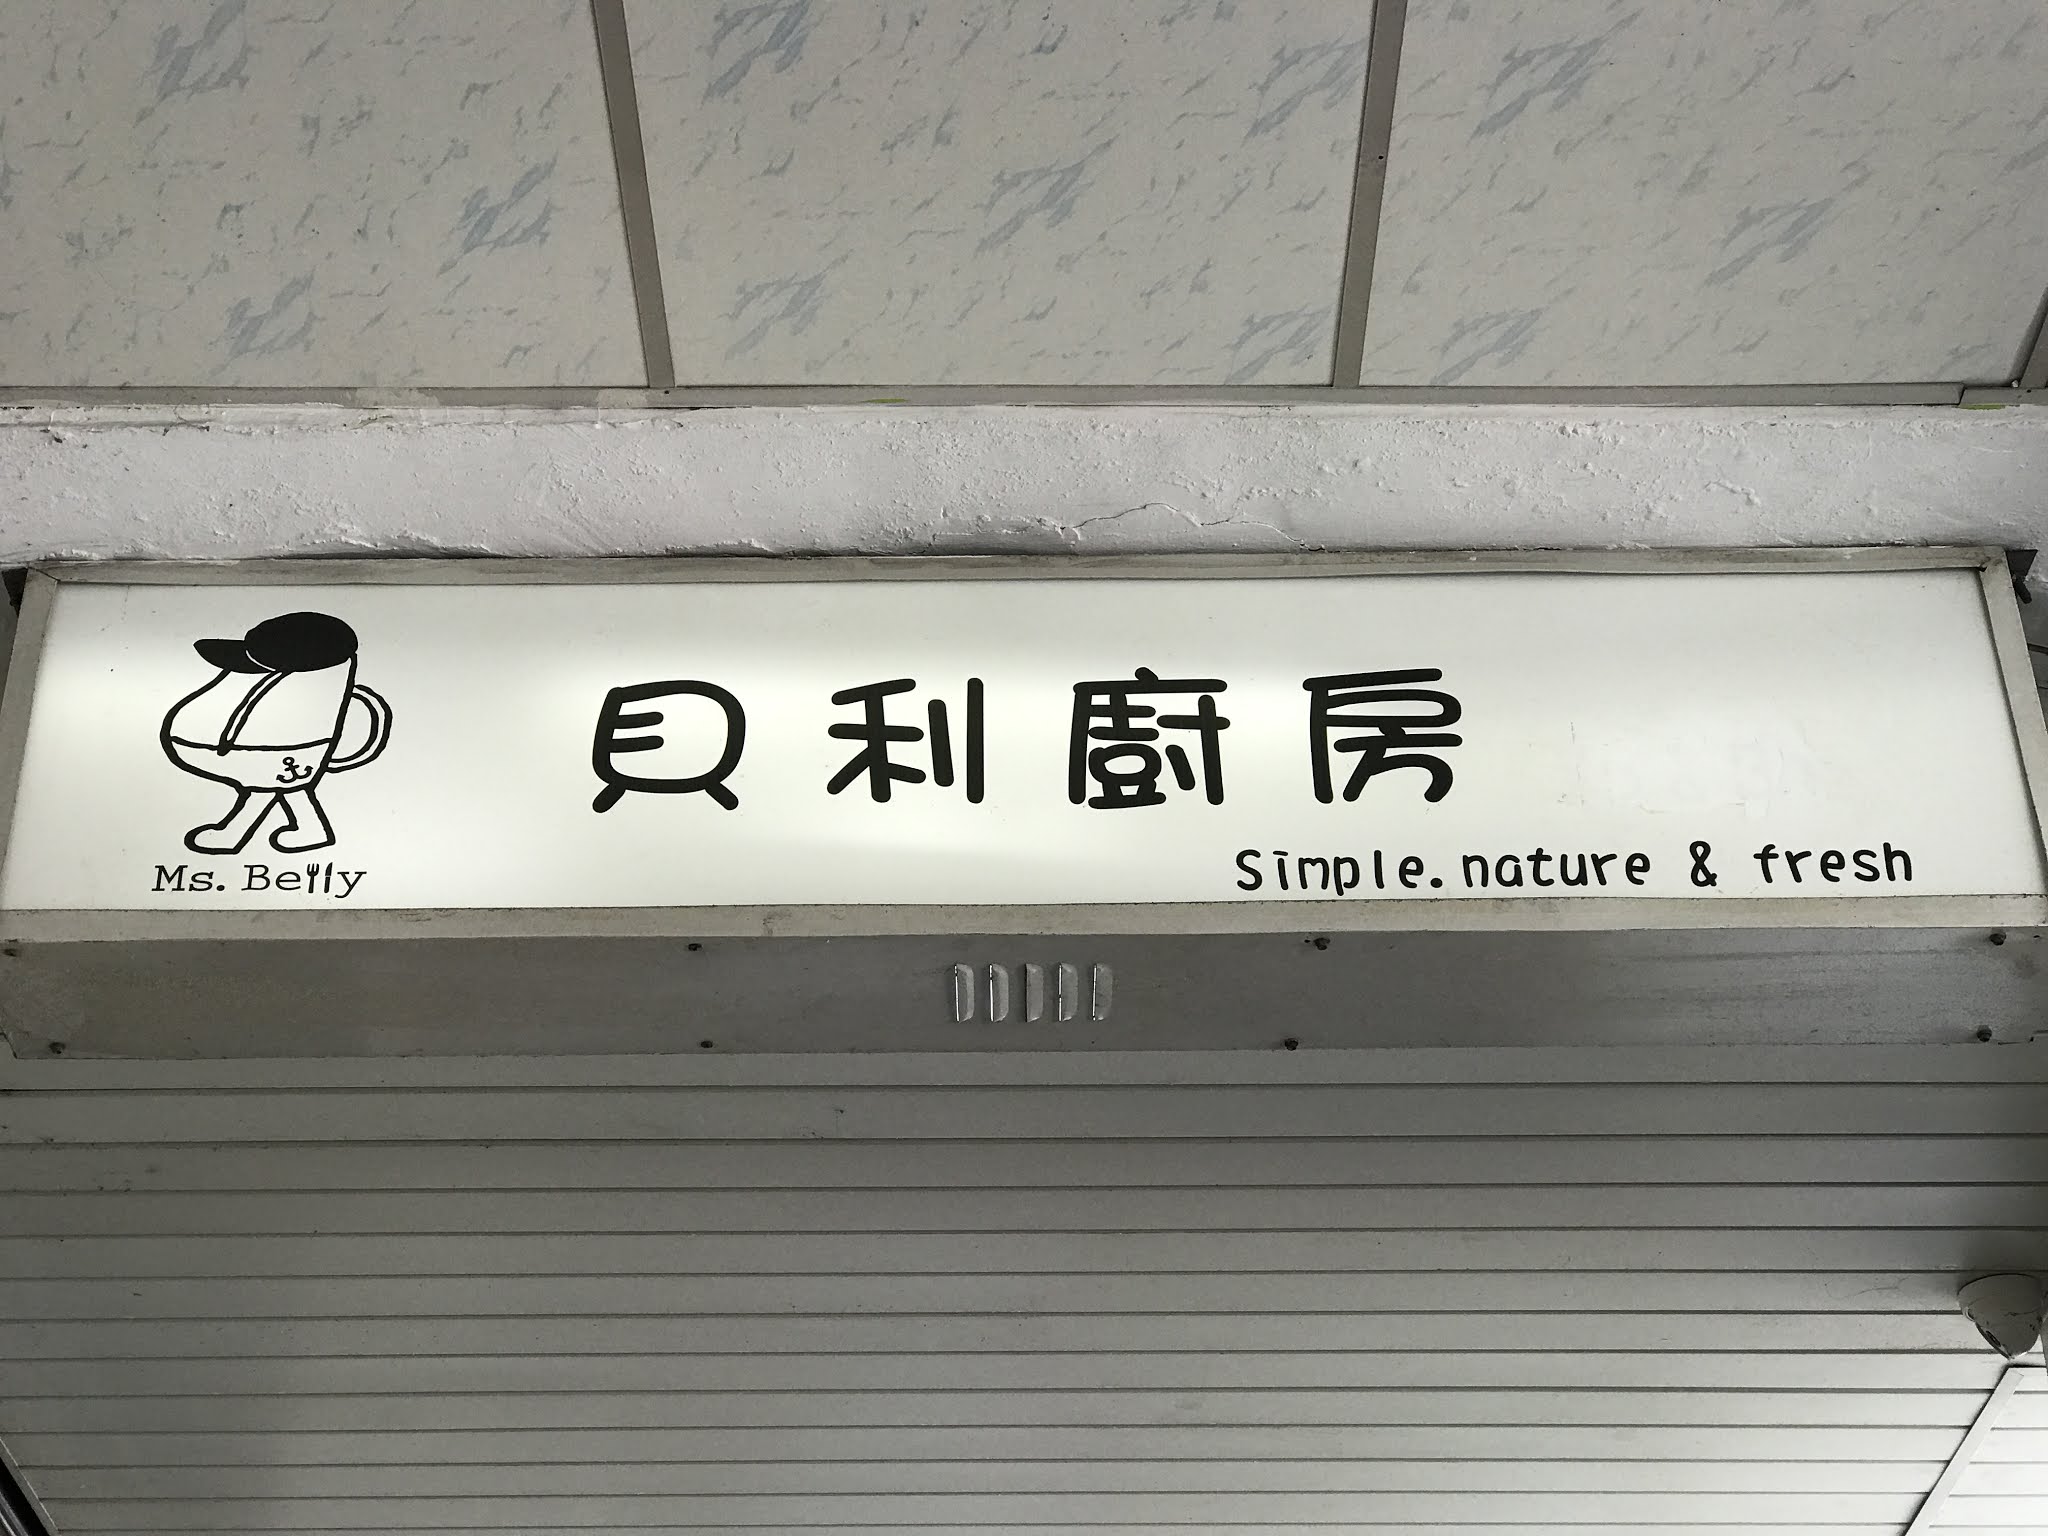 貝利廚房
Ms. Belly
Simple. nature & fresh